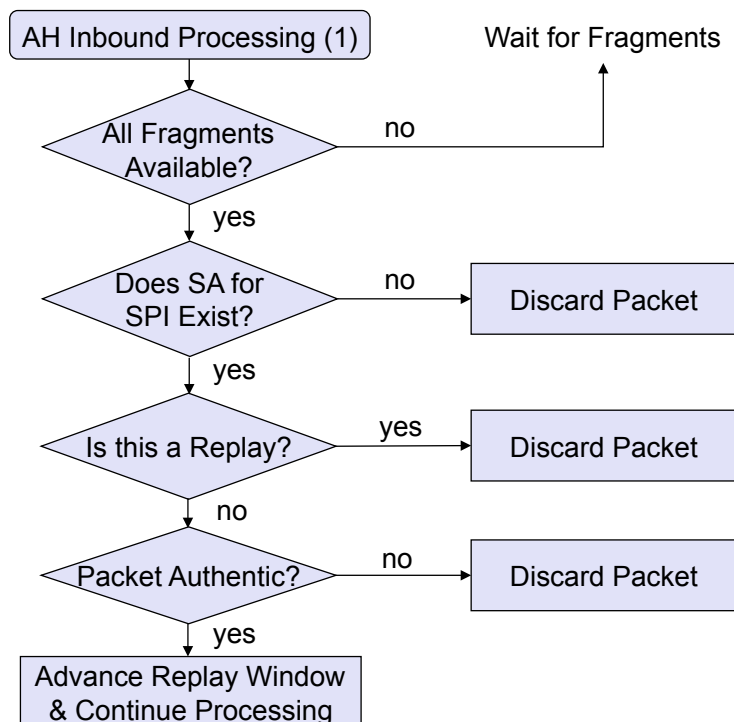 AH Inbound Processing (1)
Wait for Fragments
All Fragments
Available?
no
yes
Does SA for
SPI Exist?
no
Discard Packet
yes
Is this a Replay?
yes
Discard Packet
no
Packet Authentic?
no
Discard Packet
yes
Advance Replay Window
& Continue Processing